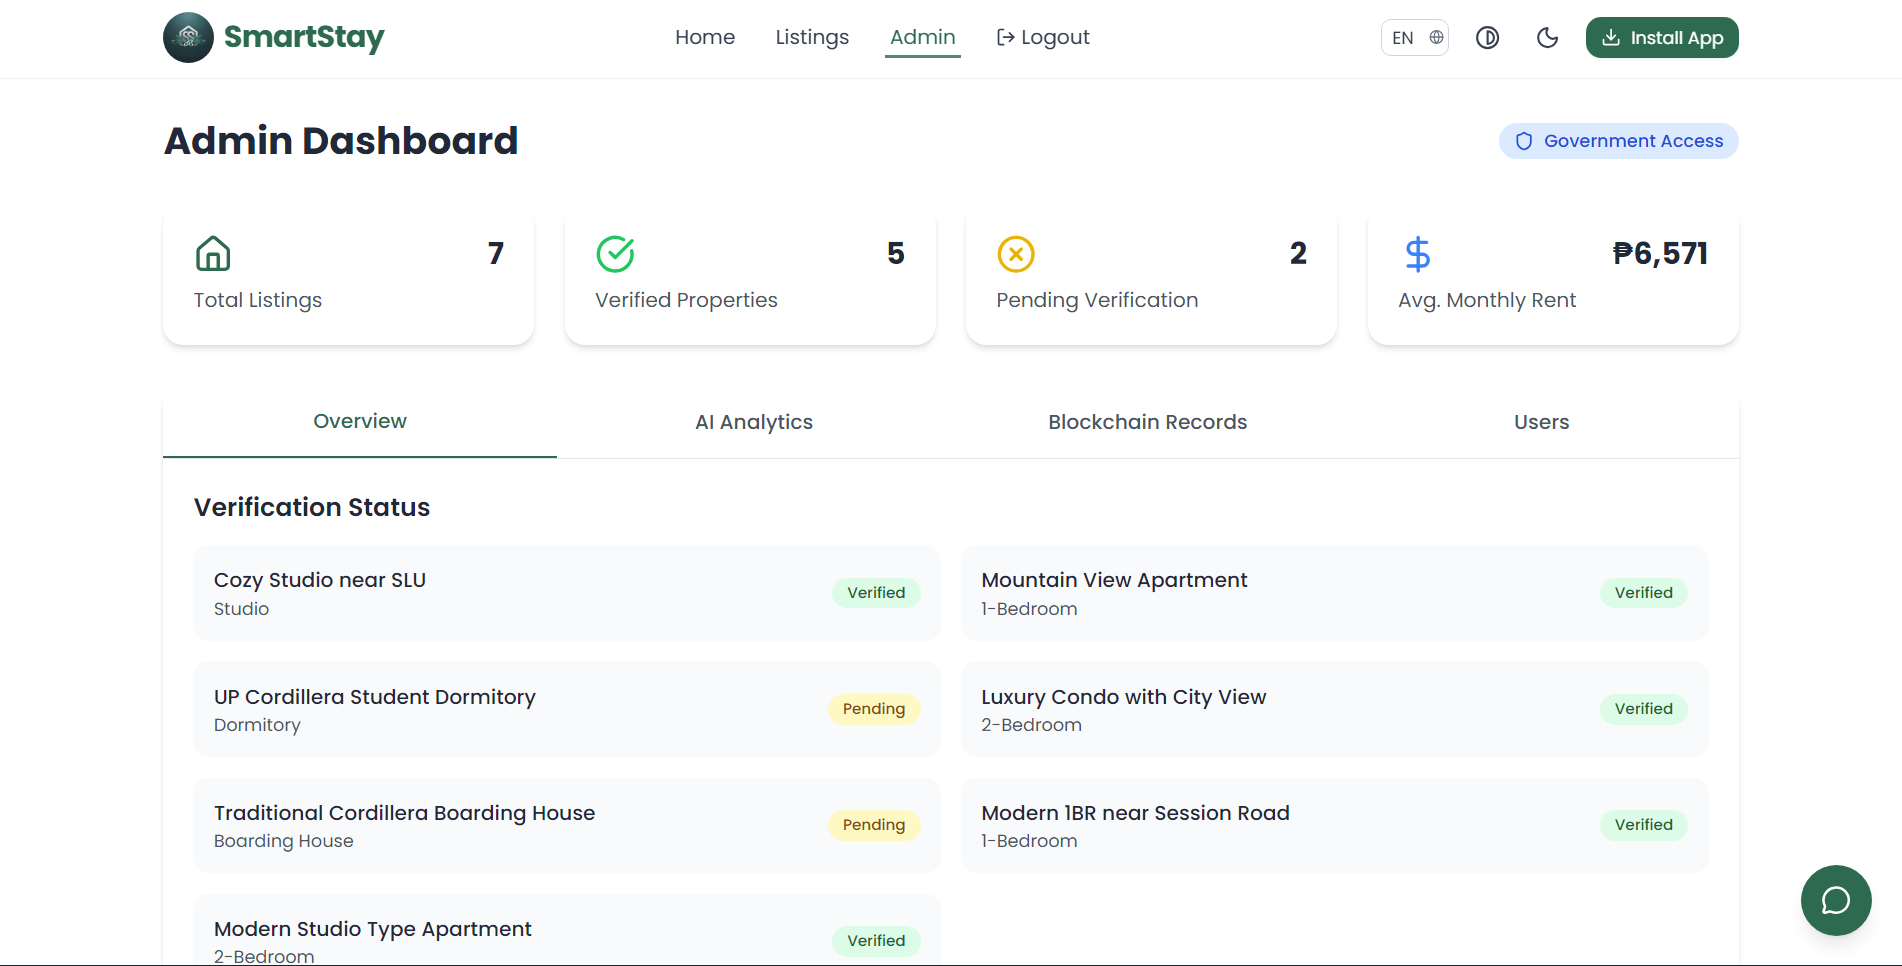 SmartStay
Home
Listings
Admin
Logout
EN
Install App
Admin Dashboard
Government Access
7
Total Listings
5
Verified Properties
2
Pending Verification
₱6,571
Avg. Monthly Rent
Overview
AI Analytics
Blockchain Records
Users
Verification Status
Cozy Studio near SLU
Studio
Verified
Mountain View Apartment
1-Bedroom
Verified
UP Cordillera Student Dormitory
Dormitory
Pending
Luxury Condo with City View
2-Bedroom
Verified
Traditional Cordillera Boarding House
Boarding House
Pending
Modern 1BR near Session Road
1-Bedroom
Verified
Modern Studio Type Apartment
2-Bedroom
Verified